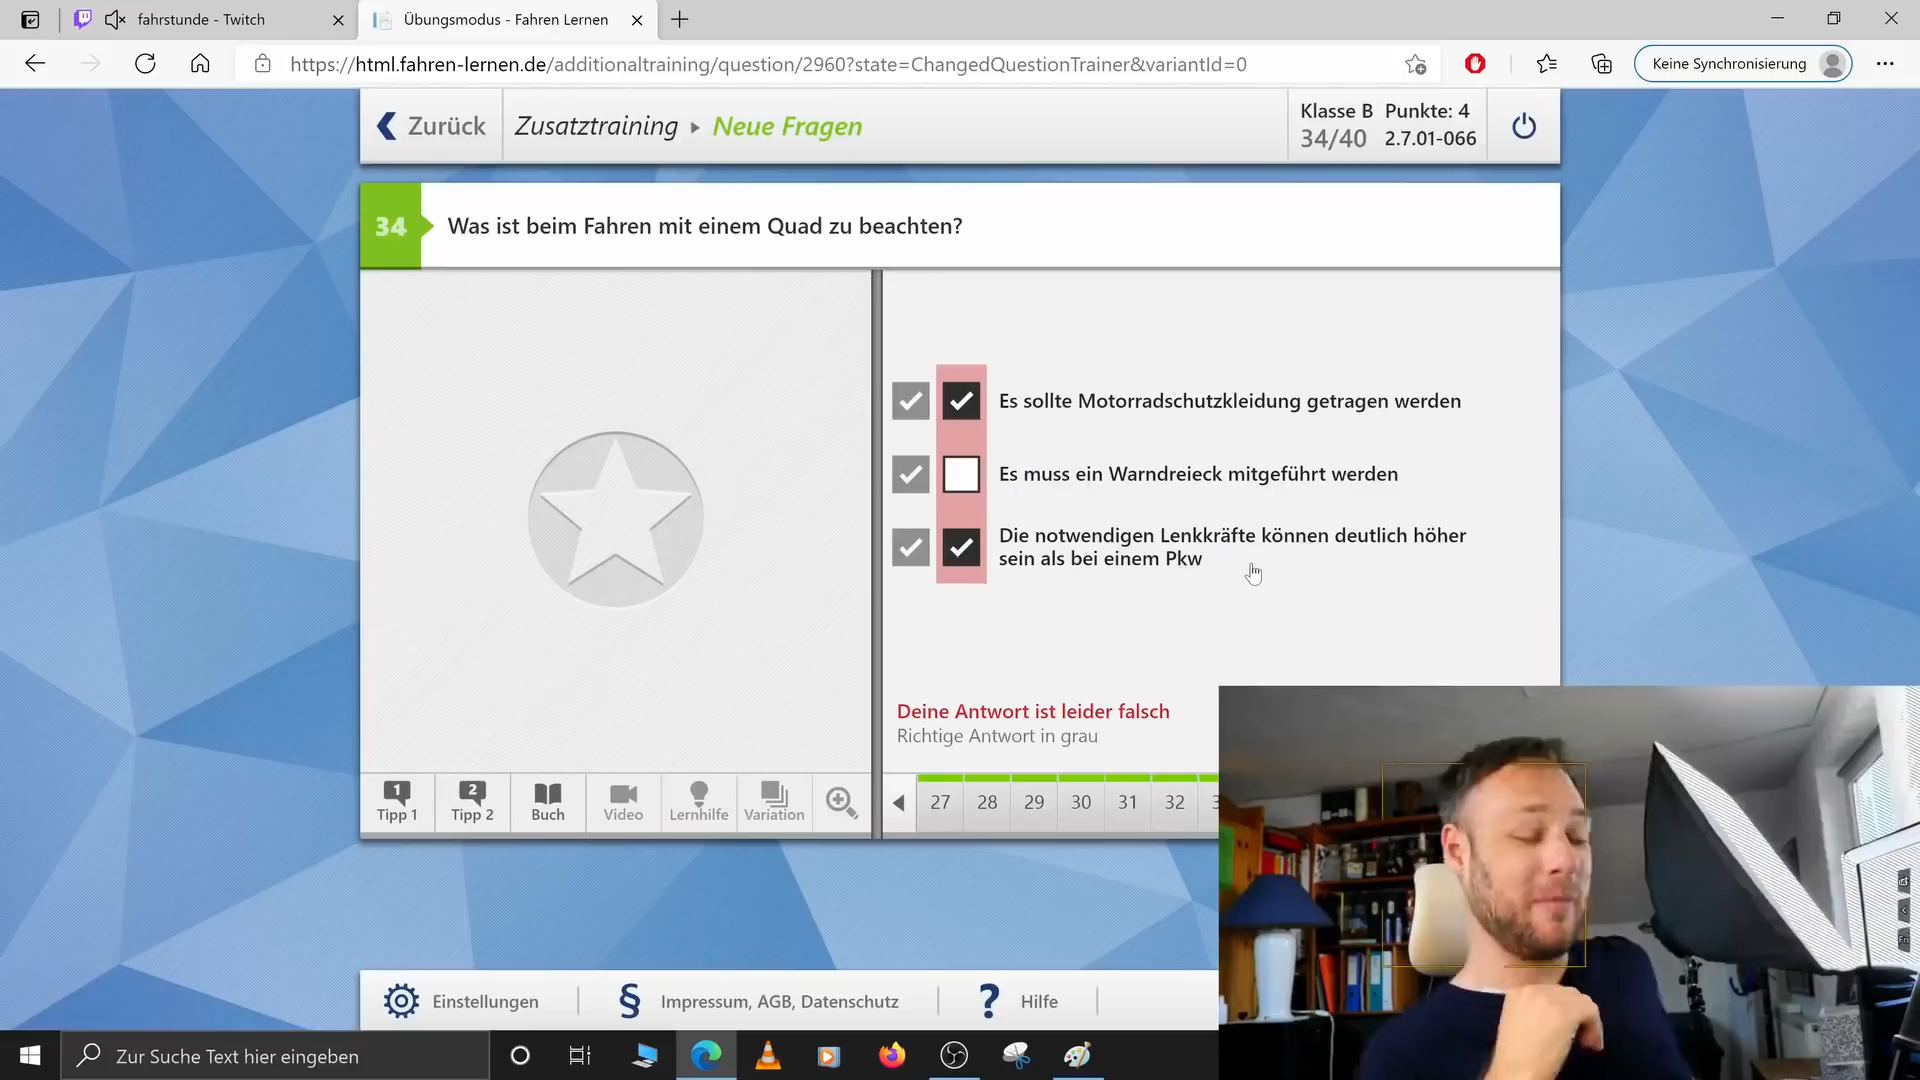 fahrstunde - Twitch
Übungsmodus - Fahren Lernen
https://html.fahren-lernen.de/additionaltraining/question/2960?state=ChangedQuestionTrainer&variantId=0
Keine Synchronisierung
Zurück
Zusatztraining ▸ Neue Fragen
Klasse B Punkte: 4
34/40 2.7.01-066
34
Was ist beim Fahren mit einem Quad zu beachten?
Es sollte Motorradschutzkleidung getragen werden
Es muss ein Warndreieck mitgeführt werden
Die notwendigen Lenkkräfte können deutlich höher
sein als bei einem Pkw
Deine Antwort ist leider falsch
Richtige Antwort in grau
1
Tipp 1
2
Tipp 2
Buch
Video
Lernhilfe
Variation
27 28 29 30 31 32
Einstellungen
§ Impressum, AGB, Datenschutz
? Hilfe
Zur Suche Text hier eingeben